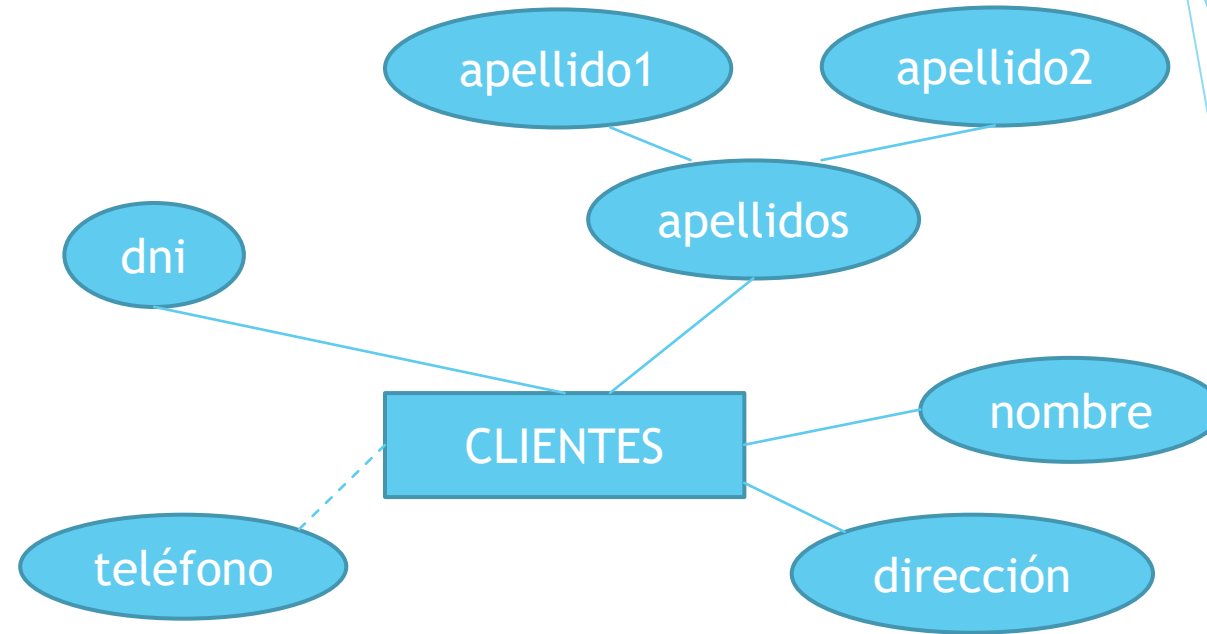 apellido1
apellido2
apellidos
dni
nombre
CLIENTES
teléfono
dirección